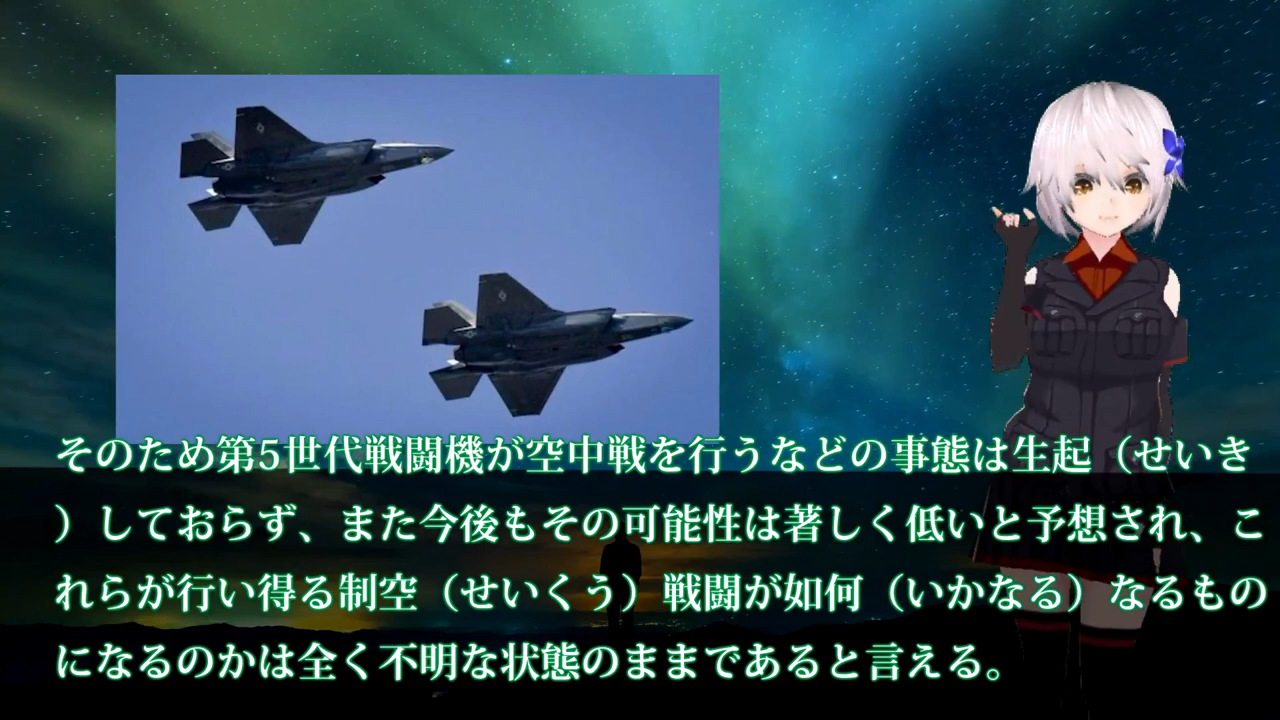 そのため第5世代戦闘機が空中戦を行うなどの事態は生起（せいき
）しておらず、また今後もその可能性は著しく低いと予想され、こ
れらが行い得る制空（せいくう）戦闘が如何（いかなる）なるもの
になるのかは全く不明な状態のままであると言える。